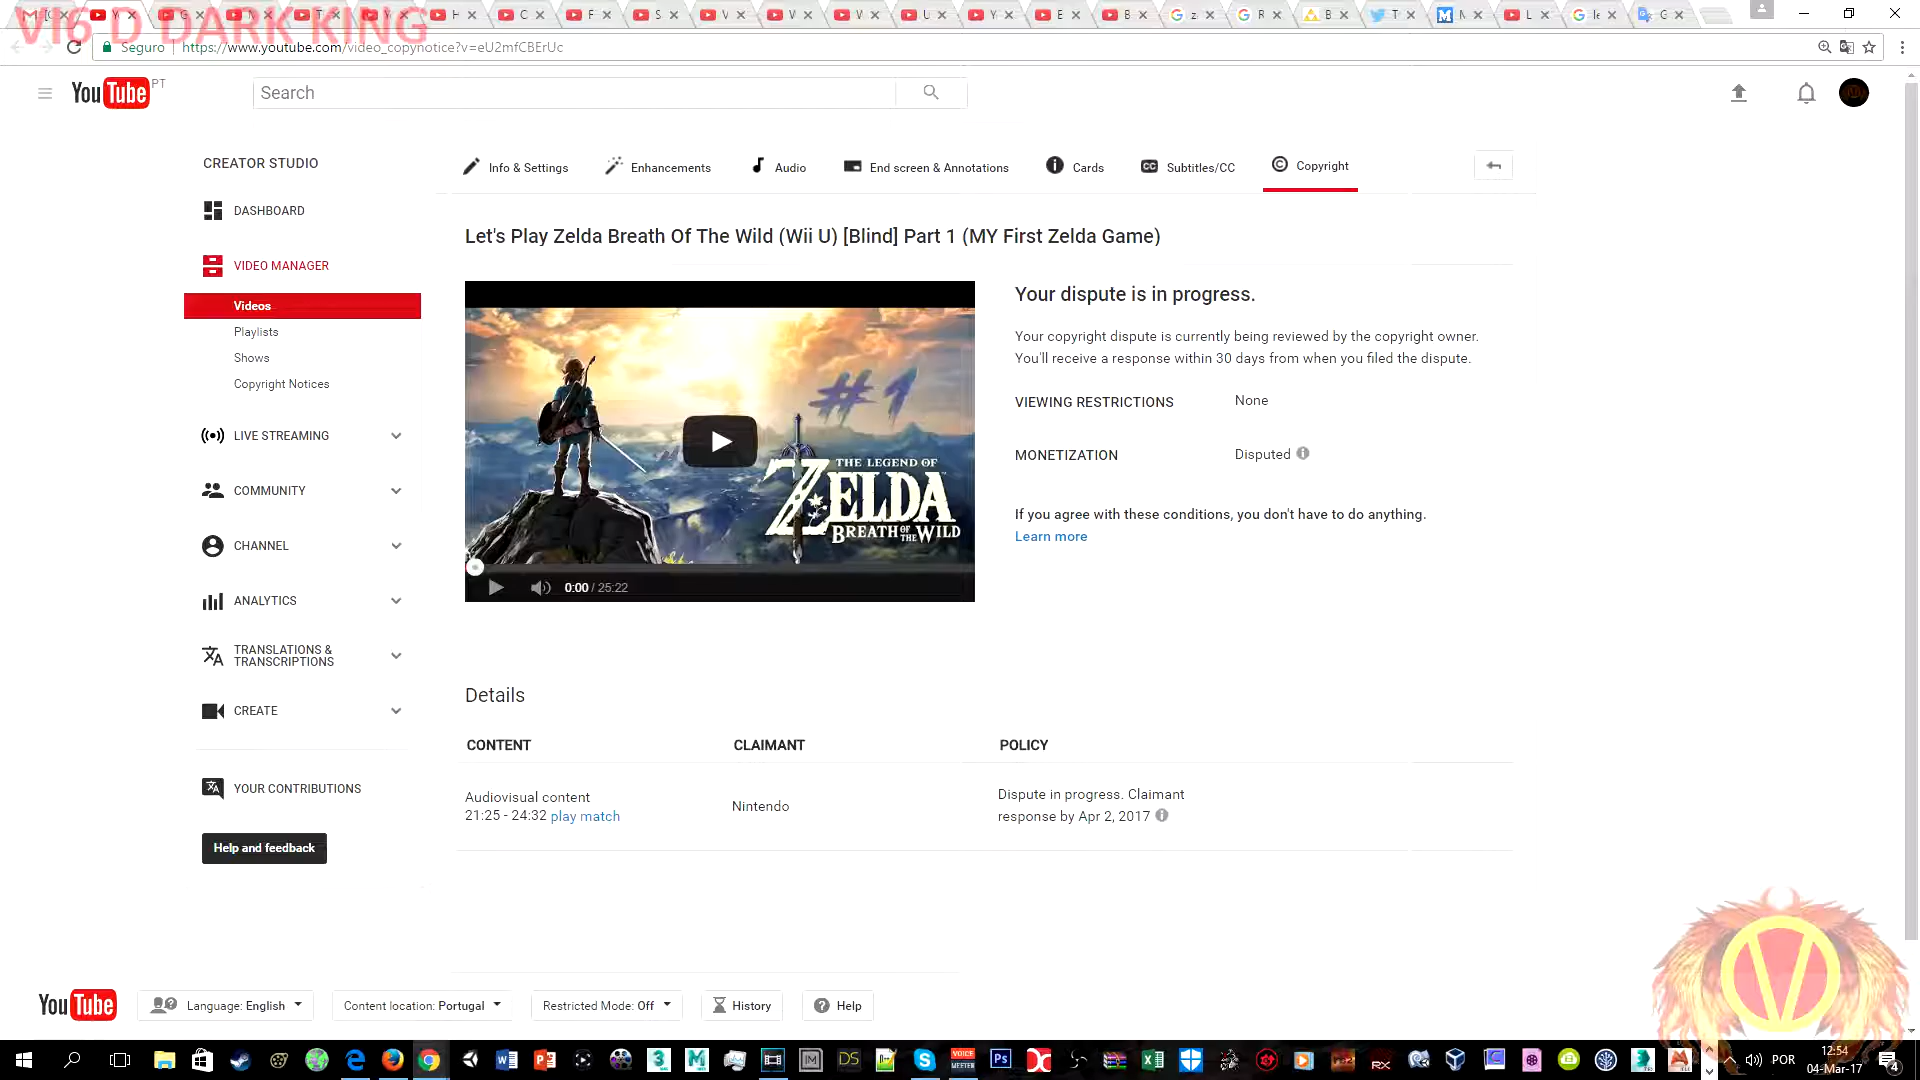 VI6 D DARK KING
Seguro
https://www.youtube.com/video_copynotice?v=eU2mfCBErUc
YouTube PT
Search
CREATOR STUDIO
DASHBOARD
VIDEO MANAGER
Videos
Playlists
Shows
Copyright Notices
LIVE STREAMING
COMMUNITY
CHANNEL
ANALYTICS
TRANSLATIONS &
TRANSCRIPTIONS
CREATE
YOUR CONTRIBUTIONS
Help and feedback
Info & Settings
Enhancements
Audio
End screen & Annotations
Cards
Subtitles/CC
Copyright
Let's Play Zelda Breath Of The Wild (Wii U) [Blind] Part 1 (MY First Zelda Game)
#1
THE LEGEND OF
ZELDA
BREATH OF THE WILD
0:00 / 25:22
Your dispute is in progress.
Your copyright dispute is currently being reviewed by the copyright owner.
You'll receive a response within 30 days from when you filed the dispute.
VIEWING RESTRICTIONS None
MONETIZATION Disputed
If you agree with these conditions, you don't have to do anything.
Learn more
Details
CONTENT CLAIMANT POLICY
Audiovisual content
21:25 - 24:32 play match
Nintendo
Dispute in progress. Claimant
response by Apr 2, 2017
YouTube
Language: English
Content location: Portugal
Restricted Mode: Off
History
Help
POR
12:54
04-Mar-17
4